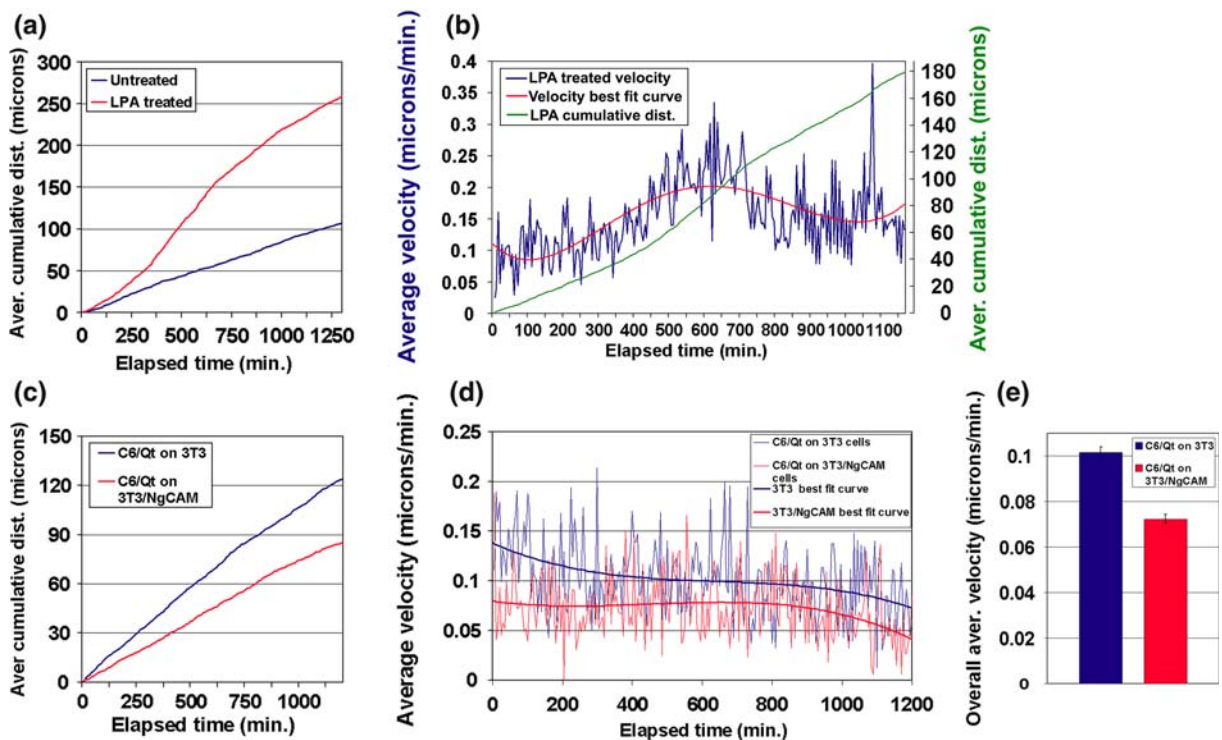 (a)
Aver. cumulative dist. (microns)
300
250
200
150
100
50
0
Untreated
LPA treated
0 250 500 750 1000 1250
Elapsed time (min.)
(b)
Average velocity (microns/min.)
0.4
0.35
0.3
0.25
0.2
0.15
0.1
0.05
0
LPA treated velocity
Velocity best fit curve
LPA cumulative dist.
180
160
140
120
100
80
60
40
20
0
Aver. cumulative dist. (microns)
0 100 200 300 400 500 600 700 800 900 1000 1100
Elapsed time (min.)
(c)
Aver cumulative dist. (microns)
150
120
90
60
30
0
C6/Qt on 3T3
C6/Qt on
3T3/NgCAM
0 250 500 750 1000
Elapsed time (min.)
(d)
Average velocity (microns/min.)
0.25
0.2
0.15
0.1
0.05
0
C6/Qt on 3T3 cells
C6/Qt on 3T3/NgCAM
cells
3T3 best fit curve
3T3/NgCAM best fit curve
0 200 400 600 800 1000 1200
Elapsed time (min.)
(e)
Overall aver. velocity (microns/min.)
0.1
0.08
0.06
0.04
0.02
0
C6/Qt on 3T3
C6/Qt on
3T3/NgCAM